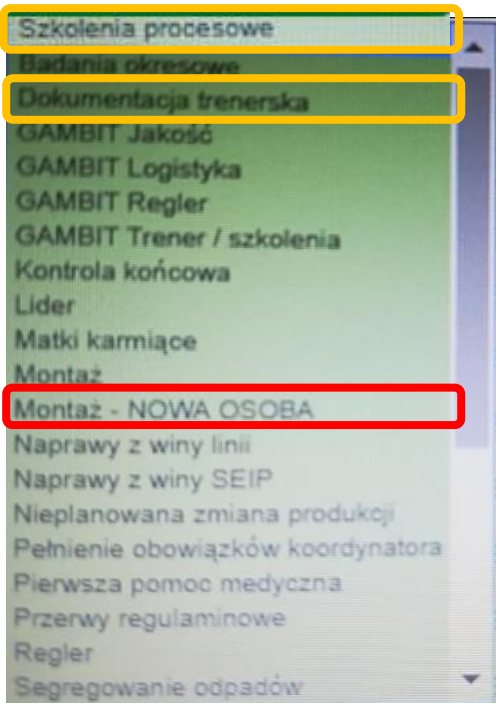 Szkolenia procesowe
Badania okresowe
Dokumentacja trenerska
GAMBIT Jakość
GAMBIT Logistyka
GAMBIT Regler
GAMBIT Trener / szkolenia
Kontrola końcowa
Lider
Matki karmiące
Montaż
Montaż - NOWA OSOBA
Naprawy z winy linii
Naprawy z winy SEIP
Nieplanowana zmiana produkcji
Pełnienie obowiązków koordynatora
Pierwsza pomoc medyczna
Przerwy regulaminowe
Regler
Segregowanie odpadów